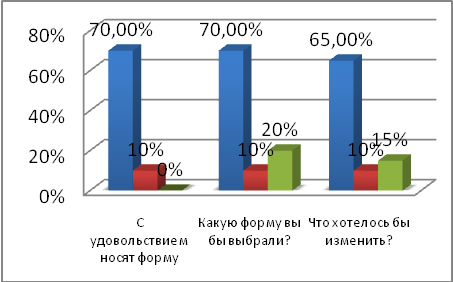 80%
60%
40%
20%
0%
70,00%
10%
0%
70,00%
10%
20%
65,00%
10%
15%
С
удовольствием
носят форму
Какую форму вы
бы выбрали?
Что хотелось бы
изменить?